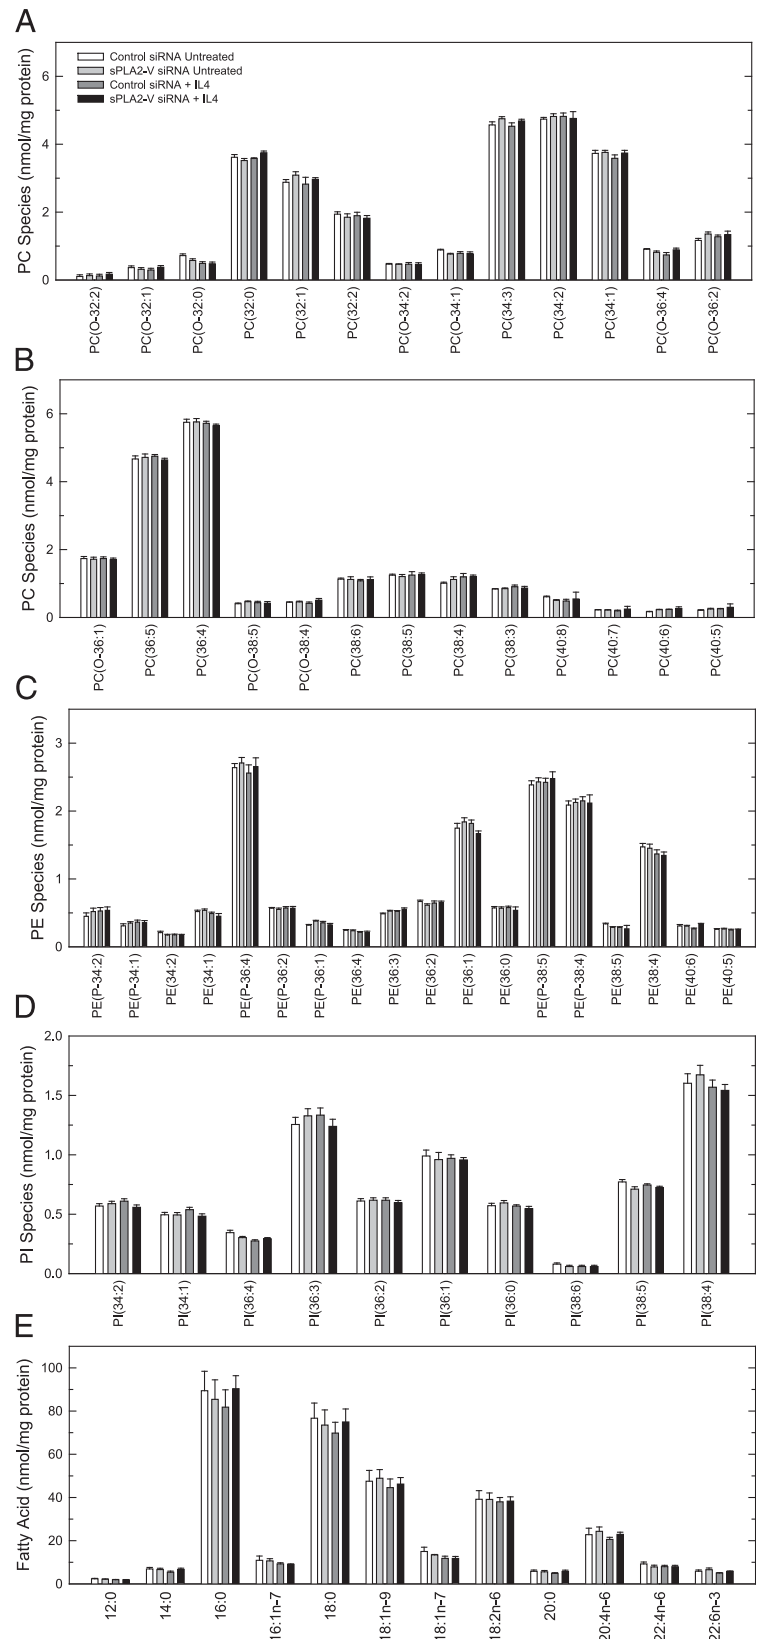 A
PC Species (nmol/mg protein)
6
4
2
0
Control siRNA Untreated
sPLA2-V siRNA Untreated
Control siRNA + IL4
sPLA2-V siRNA + IL4
PC(O-32:2)
PC(O-32:1)
PC(O-32:0)
PC(32:0)
PC(32:1)
PC(32:2)
PC(O-34:2)
PC(O-34:1)
PC(34:3)
PC(34:2)
PC(34:1)
PC(O-36:4)
PC(O-36:2)
B
PC Species (nmol/mg protein)
6
4
2
0
PC(O-36:1)
PC(36:5)
PC(36:4)
PC(O-38:5)
PC(O-38:4)
PC(38:6)
PC(38:5)
PC(38:4)
PC(38:3)
PC(40:8)
PC(40:7)
PC(40:6)
PC(40:5)
C
PE Species (nmol/mg protein)
3
2
1
0
PE(P-34:2)
PE(P-34:1)
PE(34:2)
PE(34:1)
PE(P-36:4)
PE(P-36:2)
PE(P-36:1)
PE(36:4)
PE(36:3)
PE(36:2)
PE(36:1)
PE(36:0)
PE(P-38:5)
PE(P-38:4)
PE(38:5)
PE(38:4)
PE(40:6)
PE(40:5)
D
PI Species (nmol/mg protein)
2.0
1.5
1.0
0.5
0.0
PI(34:2)
PI(34:1)
PI(36:4)
PI(36:3)
PI(36:2)
PI(36:1)
PI(36:0)
PI(38:6)
PI(38:5)
PI(38:4)
E
Fatty Acid (nmol/mg protein)
100
80
60
40
20
0
12:0
14:0
16:0
16:1n-7
18:0
18:1n-9
18:1n-7
18:2n-6
20:0
20:4n-6
22:4n-6
22:6n-3